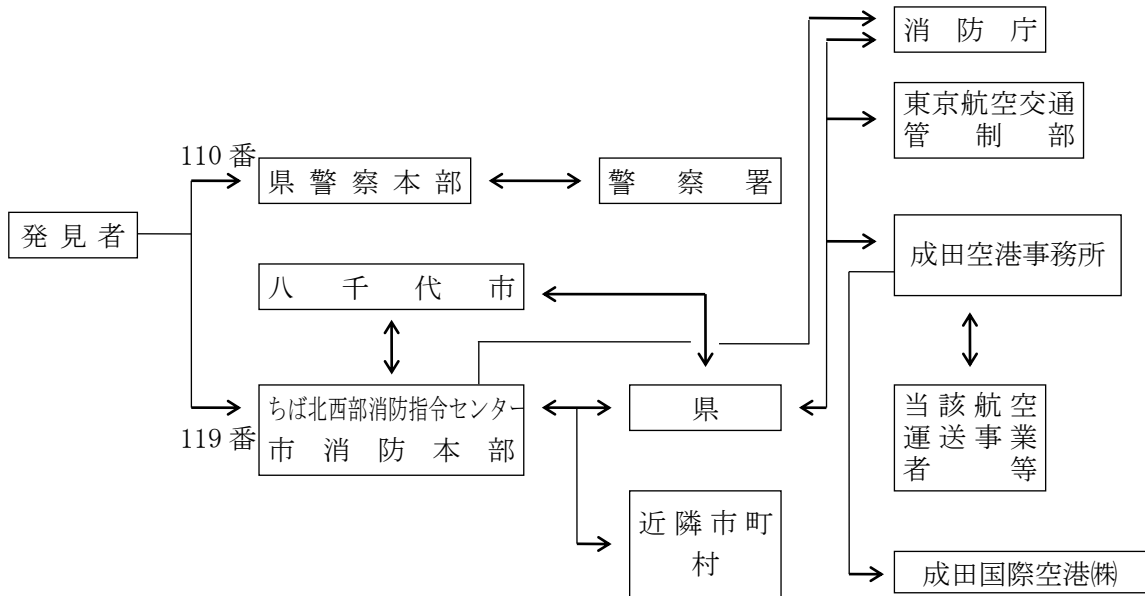 消防庁
東京航空交通
管制部
110番
県警察本部
警察署
発見者
成田空港事務所
八千代市
ちば北西部消防指令センター
市消防本部
119番
県
当該航空
運送事業
者等
近隣市町
村
成田国際空港㈱